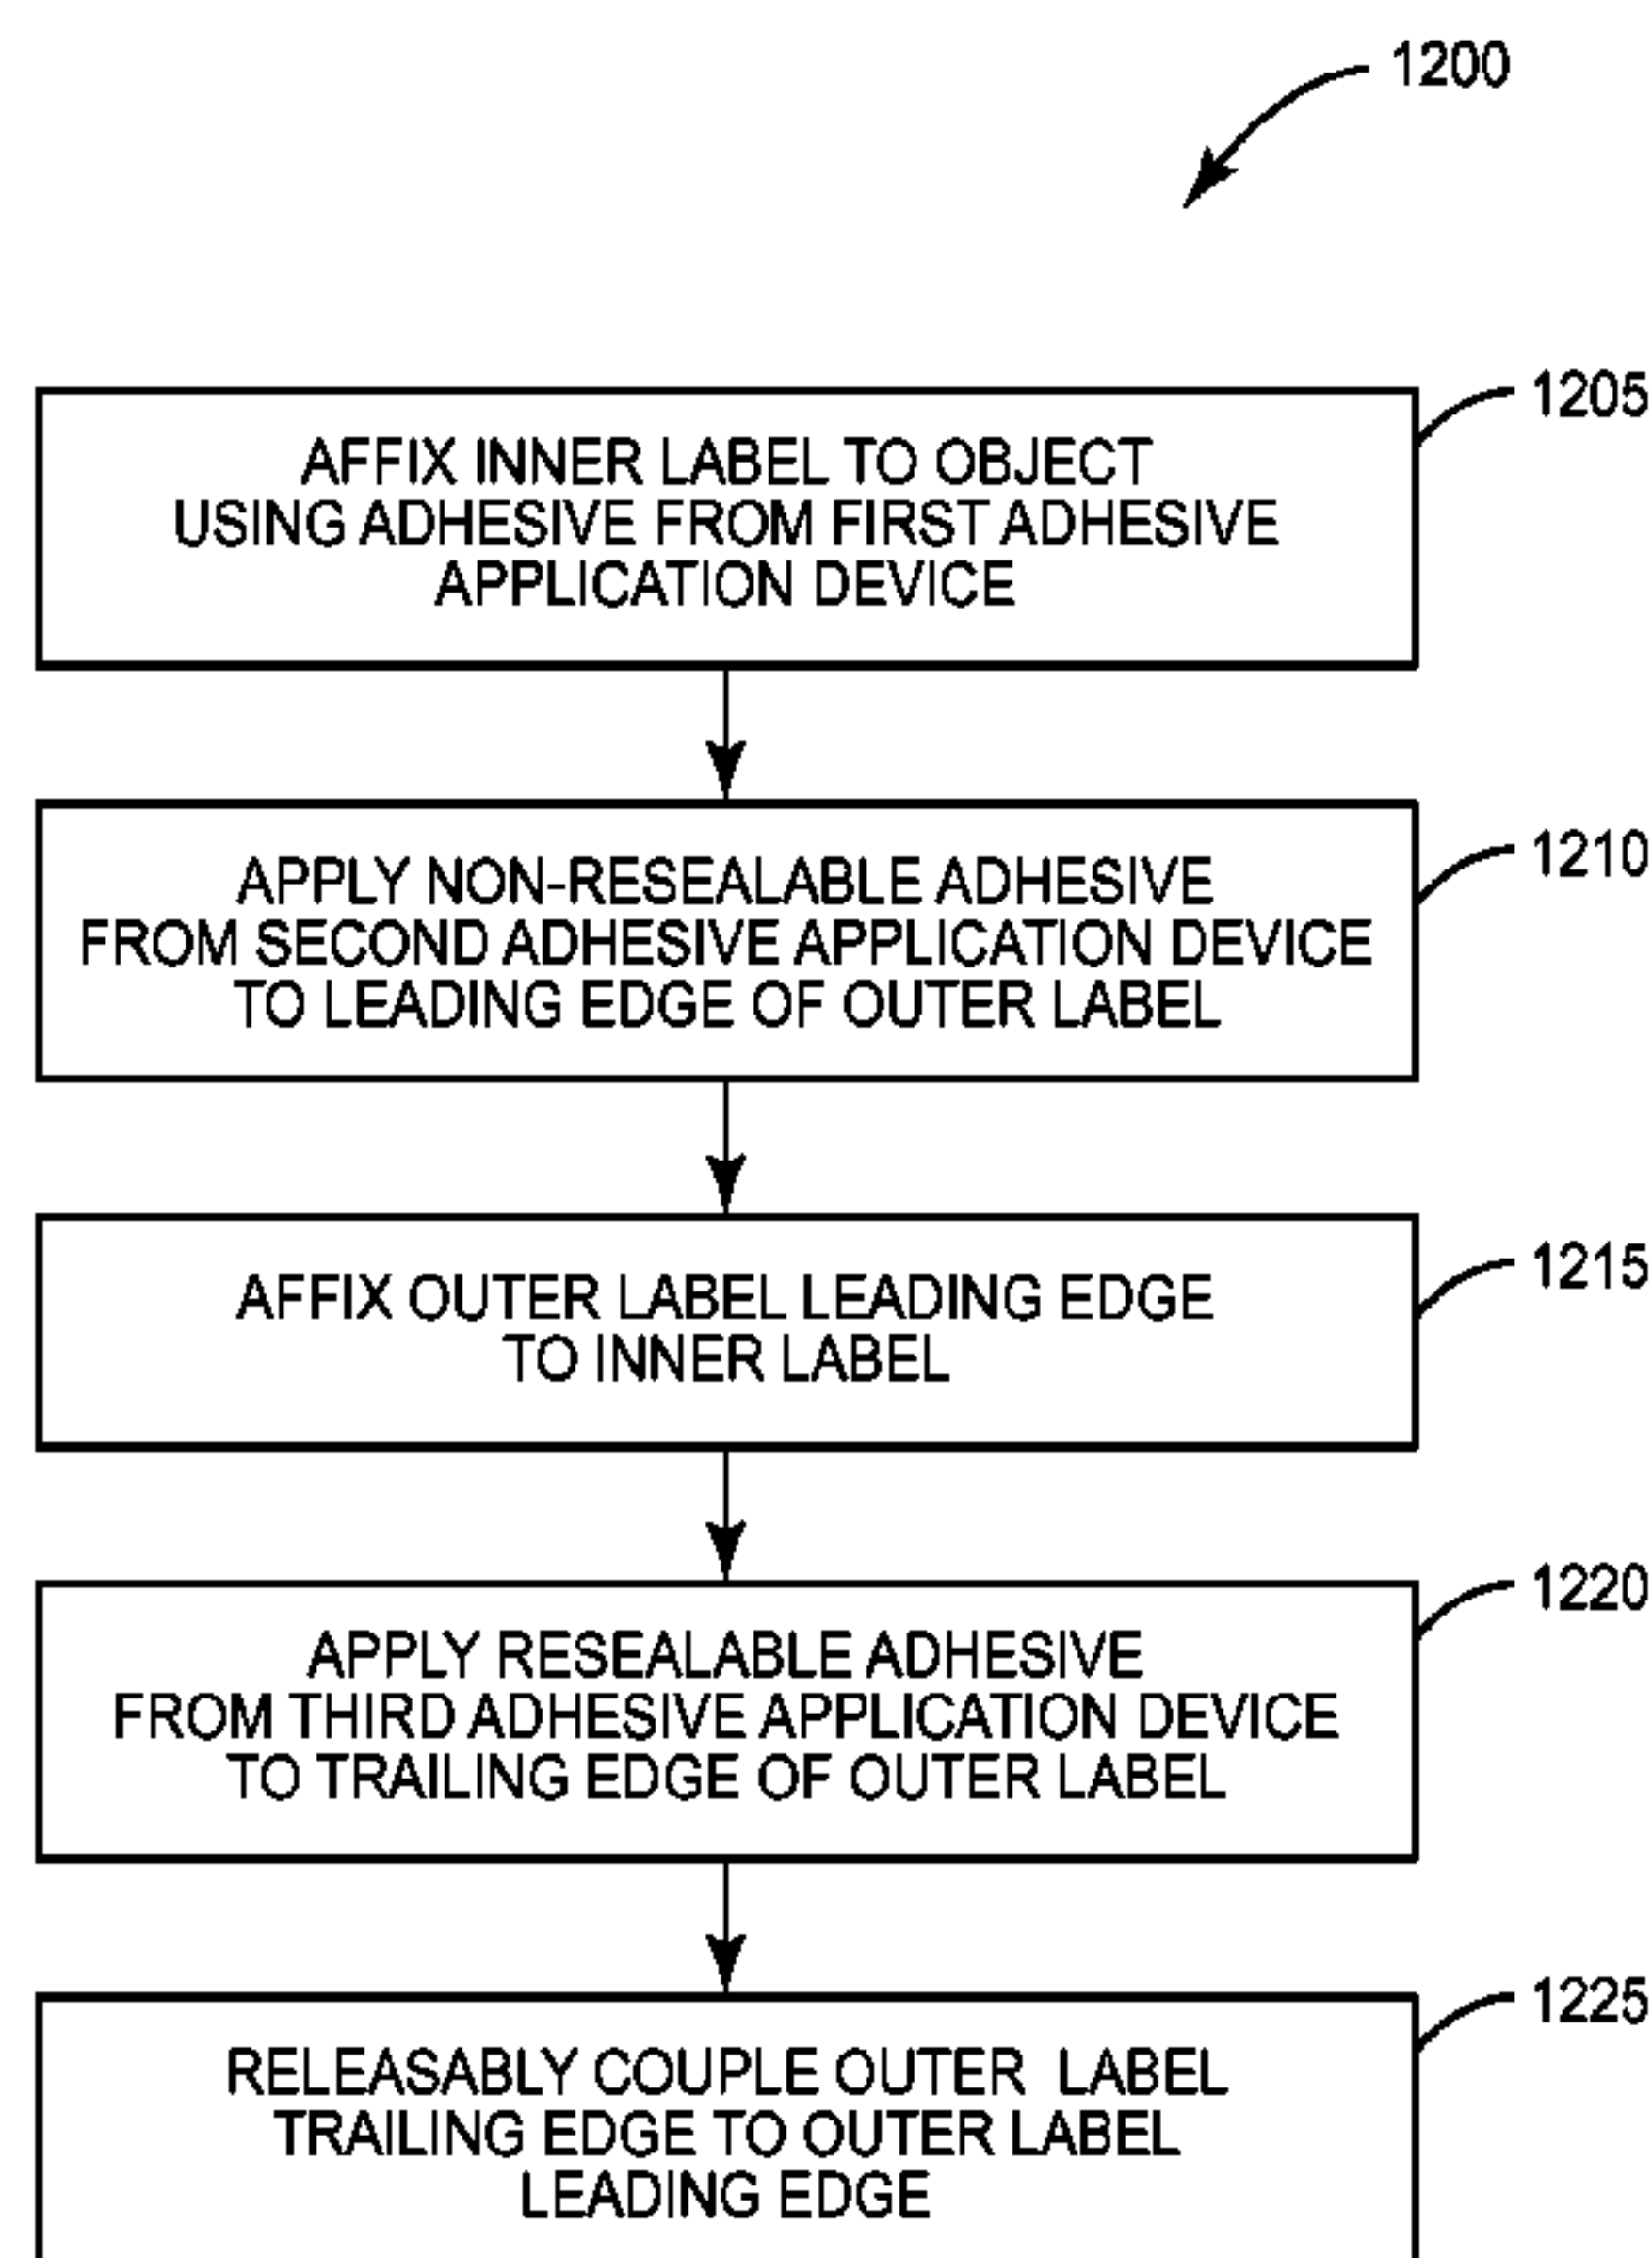 1200
1205
AFFIX INNER LABEL TO OBJECT
USING ADHESIVE FROM FIRST ADHESIVE
APPLICATION DEVICE
1210
APPLY NON-RESEALABLE ADHESIVE
FROM SECOND ADHESIVE APPLICATION DEVICE
TO LEADING EDGE OF OUTER LABEL
1215
AFFIX OUTER LABEL LEADING EDGE
TO INNER LABEL
1220
APPLY RESEALABLE ADHESIVE
FROM THIRD ADHESIVE APPLICATION DEVICE
TO TRAILING EDGE OF OUTER LABEL
1225
RELEASABLY COUPLE OUTER LABEL
TRAILING EDGE TO OUTER LABEL
LEADING EDGE